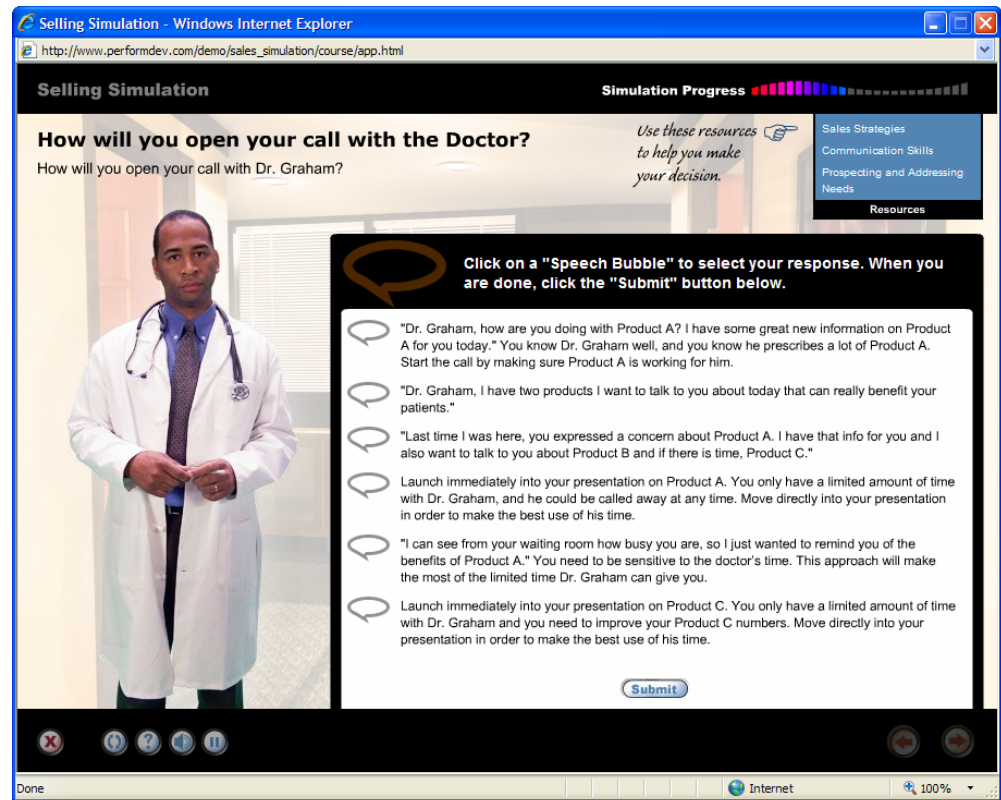 Selling Simulation - Windows Internet Explorer
http://www.performdev.com/demo/sales_simulation/course/app.html
Selling Simulation
Simulation Progress
How will you open your call with the Doctor?
How will you open your call with Dr. Graham?
Use these resources
to help you make
your decision.
Sales Strategies
Communication Skills
Prospecting and Addressing
Needs
Resources
Click on a "Speech Bubble" to select your response. When you
are done, click the "Submit" button below.
"Dr. Graham, how are you doing with Product A? I have some great new information on Product
A for you today." You know Dr. Graham well, and you know he prescribes a lot of Product A.
Start the call by making sure Product A is working for him.
"Dr. Graham, I have two products I want to talk to you about today that can really benefit your
patients."
"Last time I was here, you expressed a concern about Product A. I have that info for you and I
also want to talk to you about Product B and if there is time, Product C."
Launch immediately into your presentation on Product A. You only have a limited amount of time
with Dr. Graham, and he could be called away at any time. Move directly into your presentation
in order to make the best use of his time.
"I can see from your waiting room how busy you are, so I just wanted to remind you of the
benefits of Product A." You need to be sensitive to the doctor's time. This approach will make
the most of the limited time Dr. Graham can give you.
Launch immediately into your presentation on Product C. You only have a limited amount of time
with Dr. Graham and you need to improve your Product C numbers. Move directly into your
presentation in order to make the best use of his time.
Submit
Done
Internet
100%